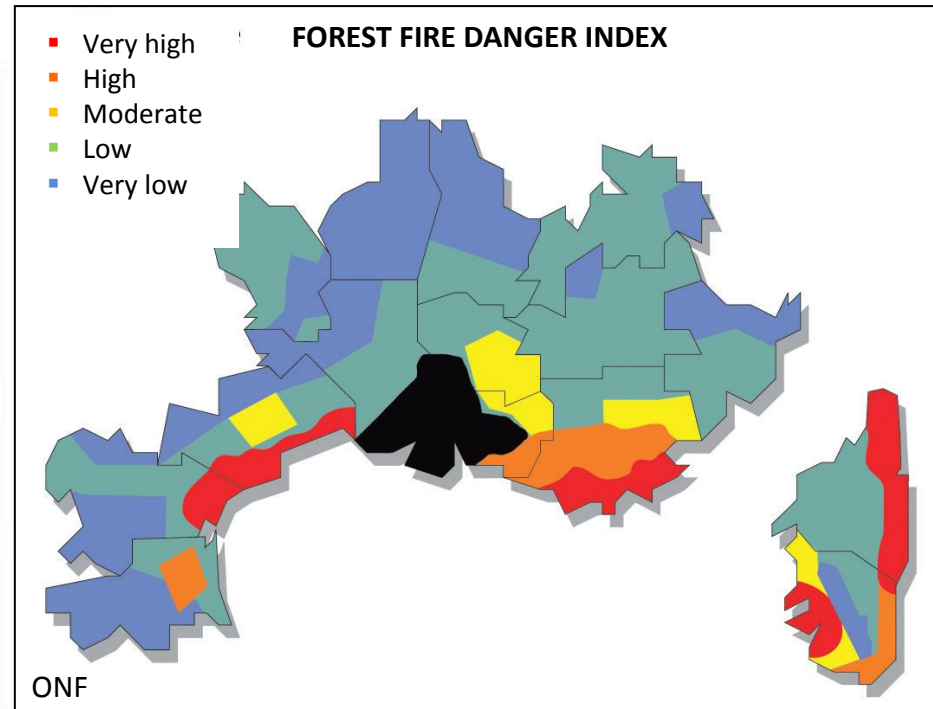 FOREST FIRE DANGER INDEX
Very high
High
Moderate
Low
Very low
ONF